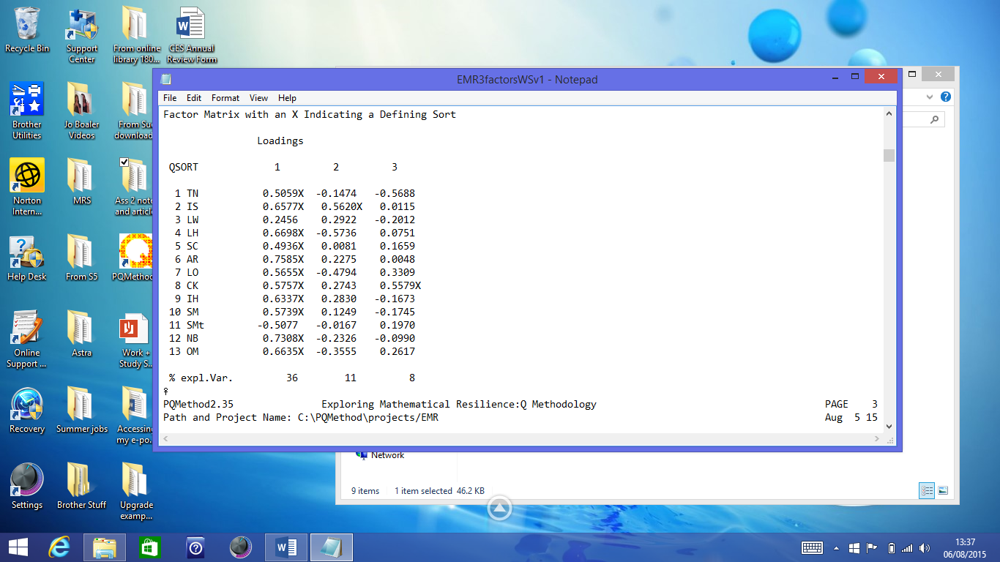 Recycle Bin
Support
Center
From online
library 180...
CES Annual
Review Form
Brother
Utilities
Jo Boaler
Videos
From Suc
download
Norton
Intern...
MRS
Ass 2 note
and article
Help Desk
From S5
PQMethod
Online
Support ...
Astra
Work +
Study S...
Recovery
Summer jobs
Accessing
my e-po...
Settings
Brother Stuff
Upgrade
examp...
EMR3factorsWSv1 - Notepad
File Edit Format View Help
Factor Matrix with an X Indicating a Defining Sort
Loadings
QSORT 1 2 3
1 TN 0.5059X -0.1474 -0.5688
2 IS 0.6577X 0.5620X 0.0115
3 LW 0.2456 0.2922 -0.2012
4 LH 0.6698X -0.5736 0.0751
5 SC 0.4936X 0.0081 0.1659
6 AR 0.7585X 0.2275 0.0048
7 LO 0.5655X -0.4794 0.3309
8 CK 0.5757X 0.2743 0.5579X
9 IH 0.6337X 0.2830 -0.1673
10 SM 0.5739X 0.1249 -0.1745
11 SMt -0.5077 -0.0167 0.1970
12 NB 0.7308X -0.2326 -0.0990
13 OM 0.6635X -0.3555 0.2617
% expl.Var. 36 11 8
PQMethod2.35 Exploring Mathematical Resilience:Q Methodology PAGE 3
Path and Project Name: C:\PQMethod\projects/EMR Aug 5 15
Network
9 items 1 item selected 46.2 KB
13:37
06/08/2015